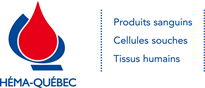 HÉMA-QUÉBEC
Produits sanguins
Cellules souches
Tissus humains